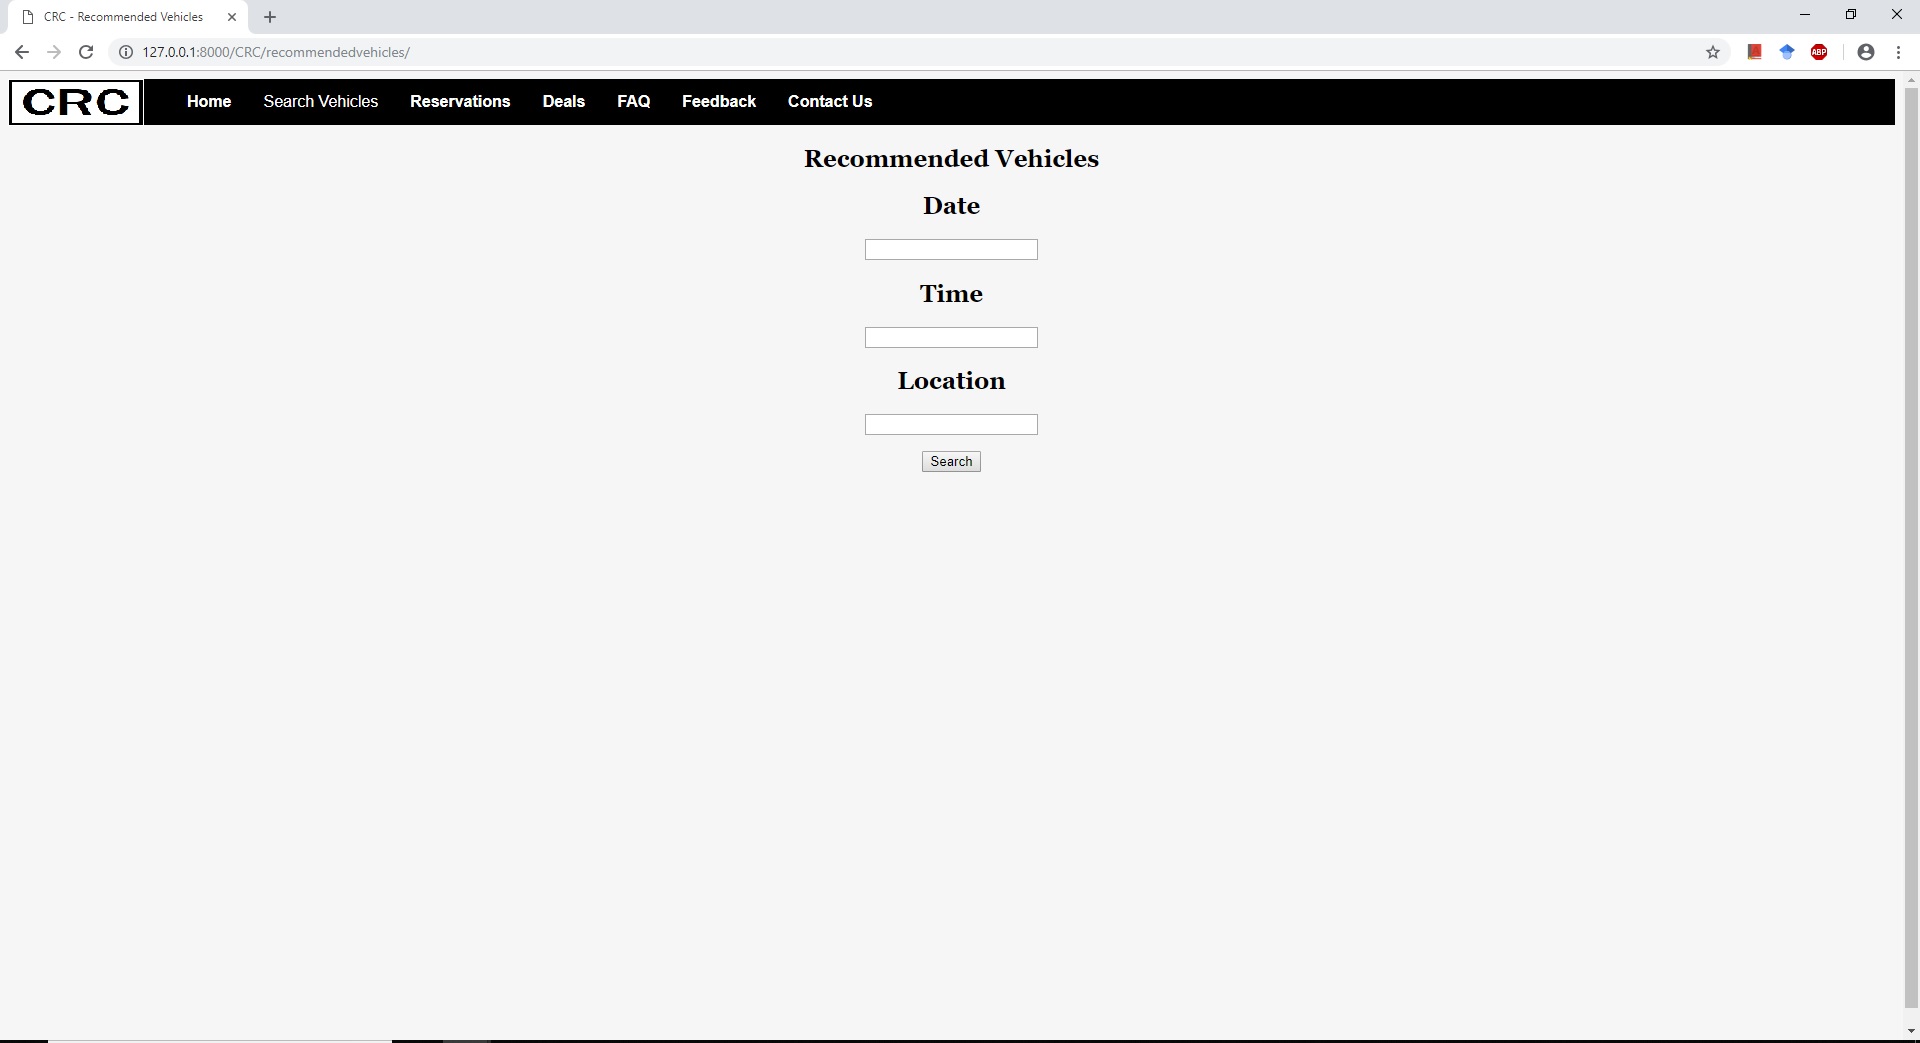 CRC - Recommended Vehicles
127.0.0.1:8000/CRC/recommendedvehicles/
ABP
CRC Home Search Vehicles Reservations Deals FAQ Feedback Contact Us
Recommended Vehicles
Date
Time
Location
Search